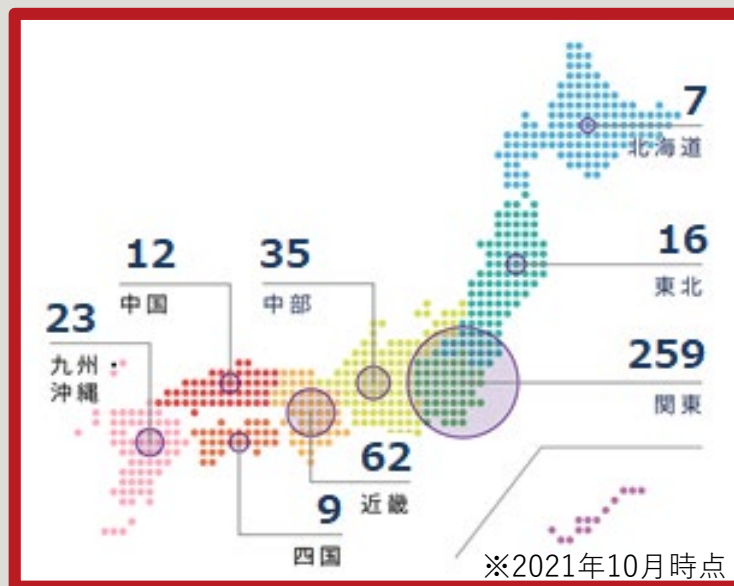 7
北海道
16
東北
259
関東
35
中部
12
中国
23
九州・
沖縄
62
近畿
9
四国
※2021年10月時点